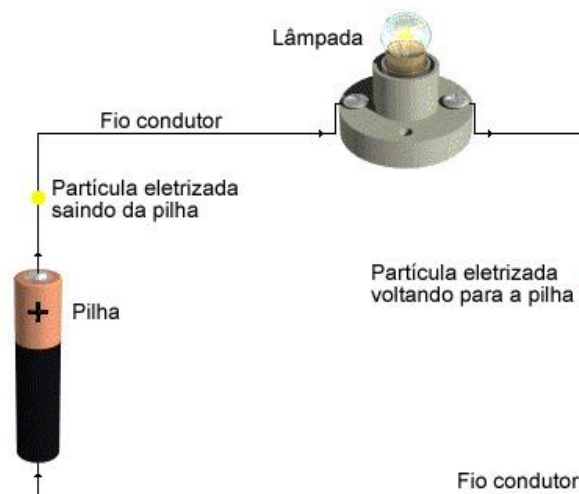 Lâmpada
Fio condutor
Partícula eletrizada
saindo da pilha
Partícula eletrizada
voltando para a pilha
+
Pilha
Fio condutor